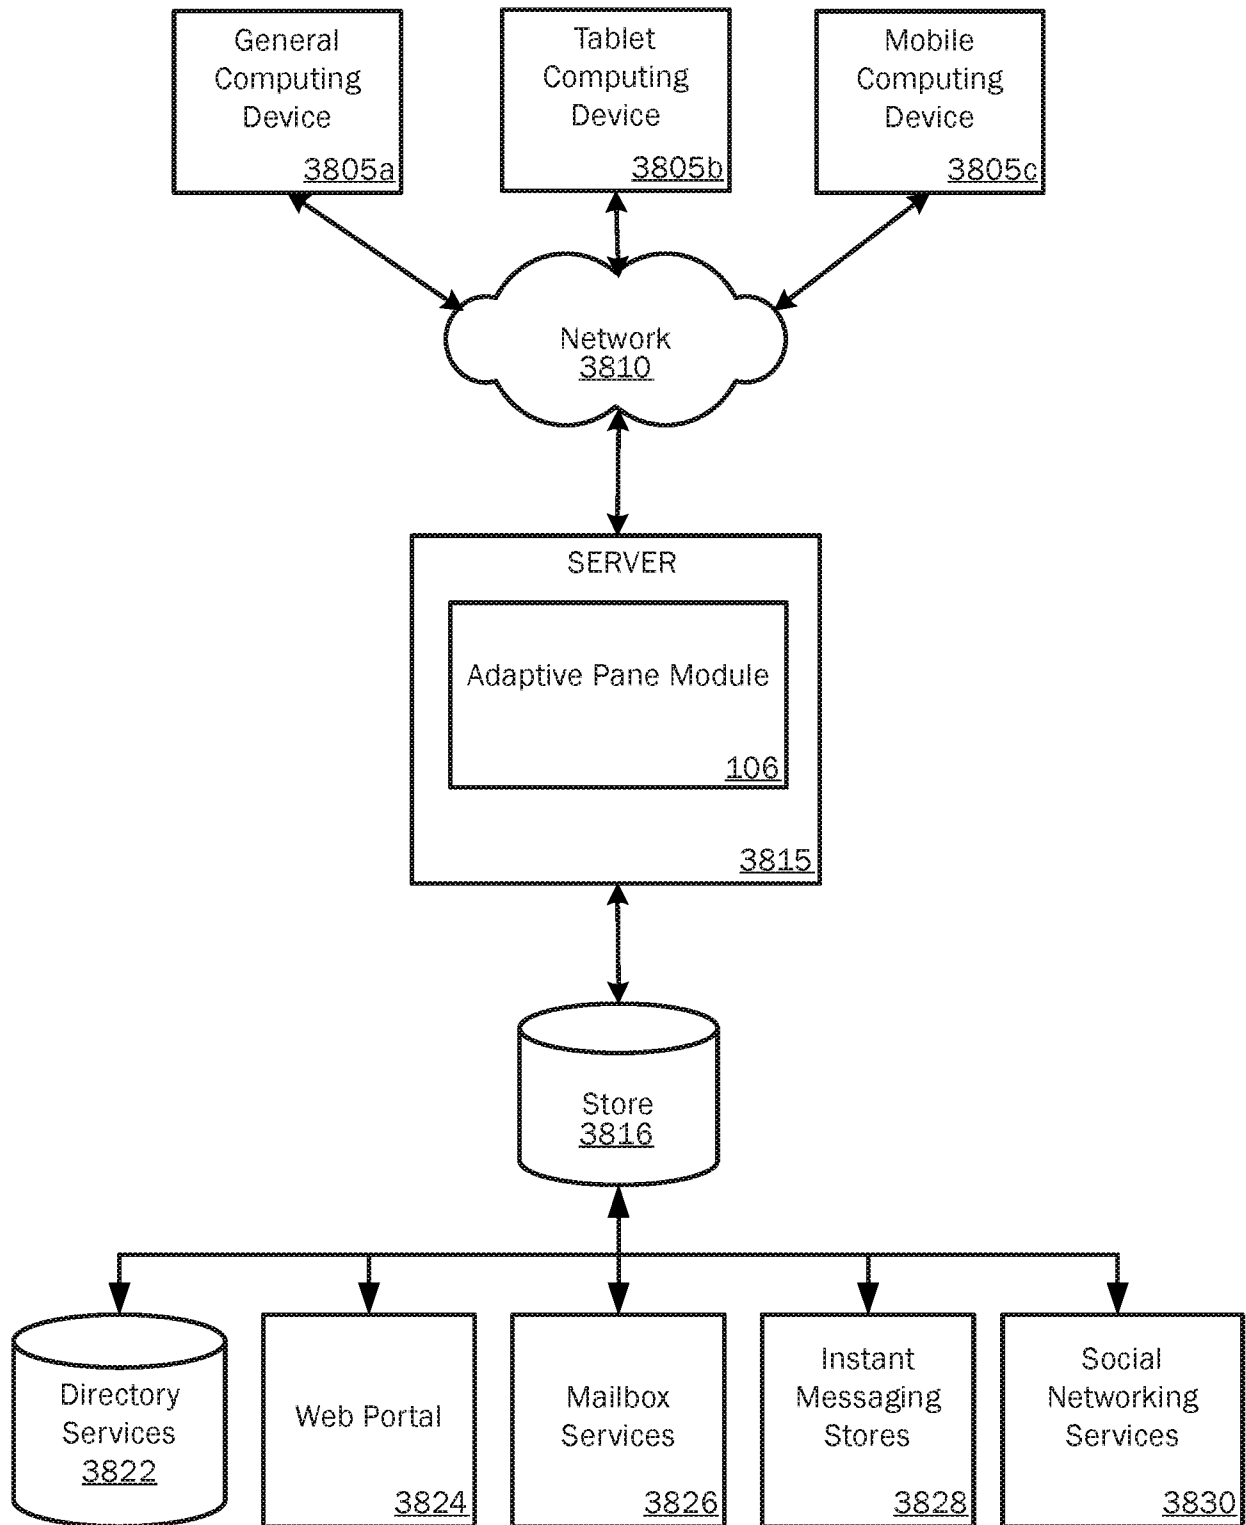 General
Computing
Device
3805a
Tablet
Computing
Device
3805b
Mobile
Computing
Device
3805c
Network
3810
SERVER
Adaptive Pane Module
106
3815
Store
3816
Directory
Services
3822
Web Portal
3824
Mailbox
Services
3826
Instant
Messaging
Stores
3828
Social
Networking
Services
3830